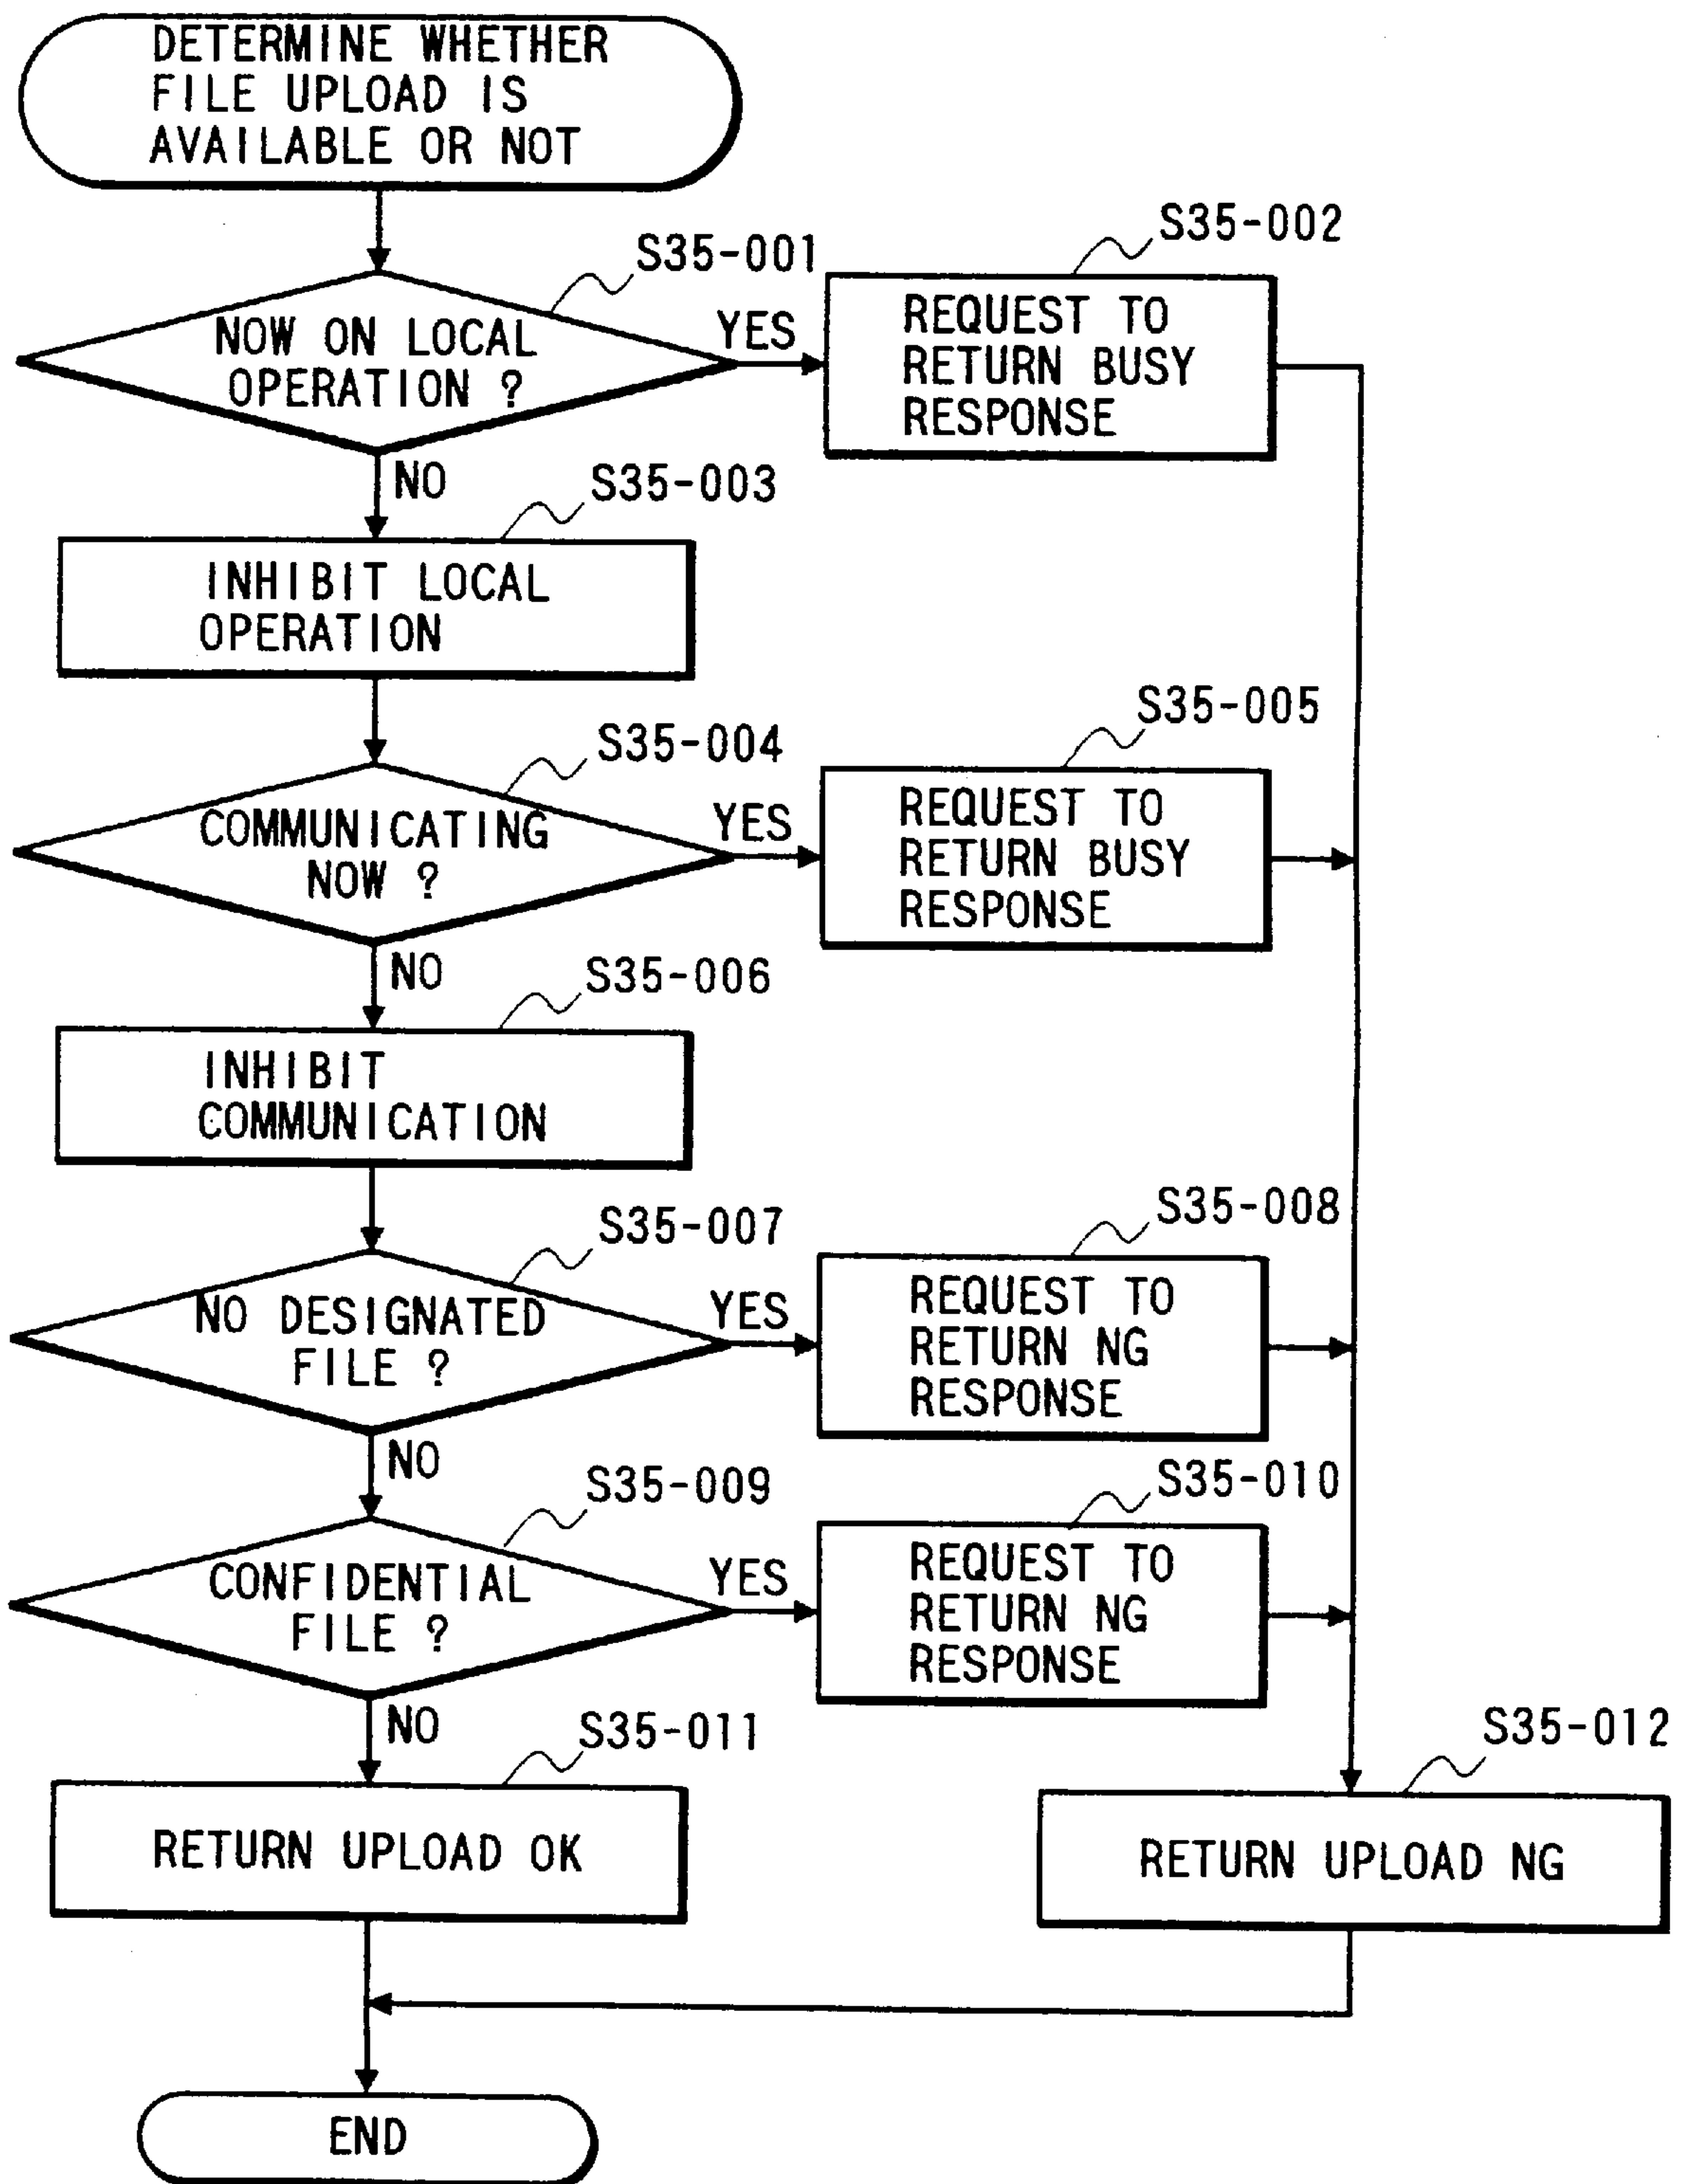 DETERMINE WHETHER
FILE UPLOAD IS
AVAILABLE OR NOT
S35-001
NOW ON LOCAL
OPERATION ?
YES
S35-002
REQUEST TO
RETURN BUSY
RESPONSE
NO
S35-003
INHIBIT LOCAL
OPERATION
S35-004
COMMUNICATING
NOW ?
YES
S35-005
REQUEST TO
RETURN BUSY
RESPONSE
NO
S35-006
INHIBIT
COMMUNICATION
S35-007
NO DESIGNATED
FILE ?
YES
S35-008
REQUEST TO
RETURN NG
RESPONSE
NO
S35-009
CONFIDENTIAL
FILE ?
YES
S35-010
REQUEST TO
RETURN NG
RESPONSE
NO
S35-011
RETURN UPLOAD OK
S35-012
RETURN UPLOAD NG
END